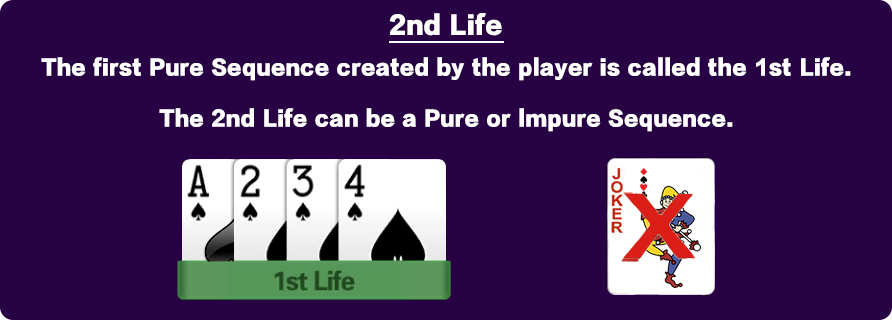 2nd Life
The first Pure Sequence created by the player is called the 1st Life.
The 2nd Life can be a Pure or Impure Sequence.
A 2 3 4
JOKER
1st Life